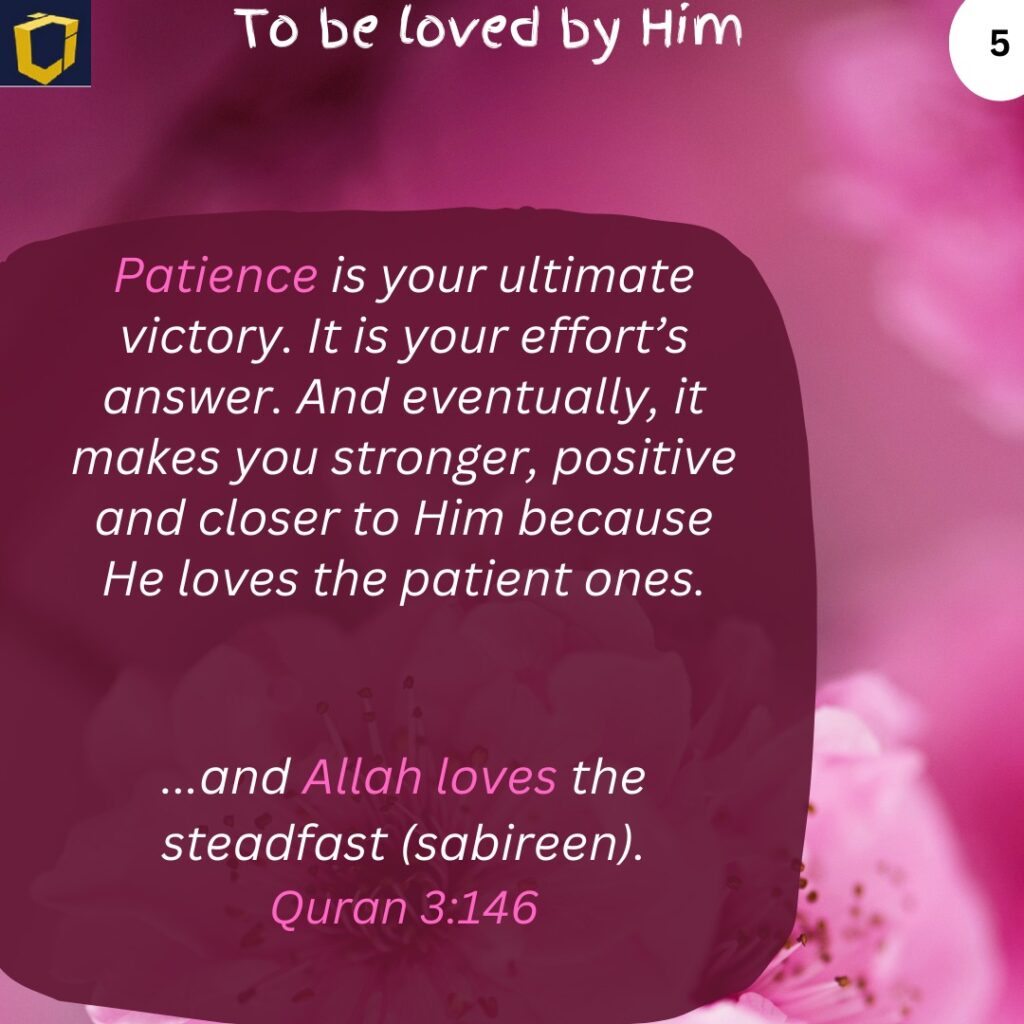 To be loved by Him
5
Patience is your ultimate
victory. It is your effort’s
answer. And eventually, it
makes you stronger, positive
and closer to Him because
He loves the patient ones.
...and Allah loves the
steadfast (sabireen).
Quran 3:146